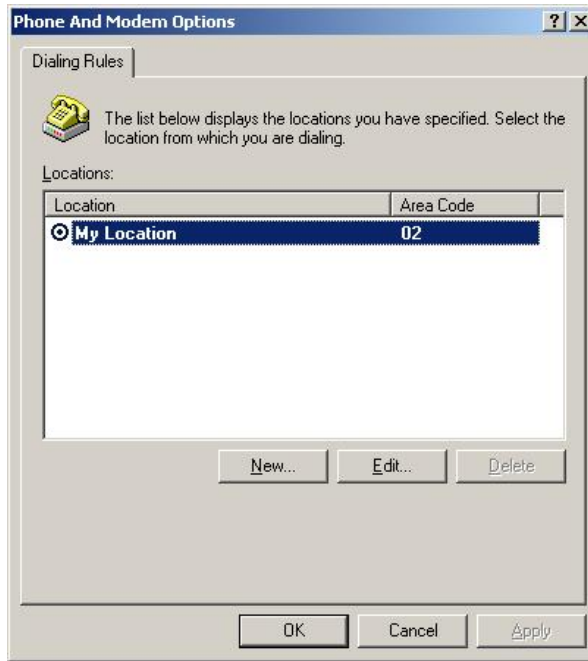 Phone And Modem Options
Dialing Rules
The list below displays the locations you have specified. Select the
location from which you are dialing.
Locations:
Location Area Code
My Location 02
New... Edit... Delete
OK Cancel Apply